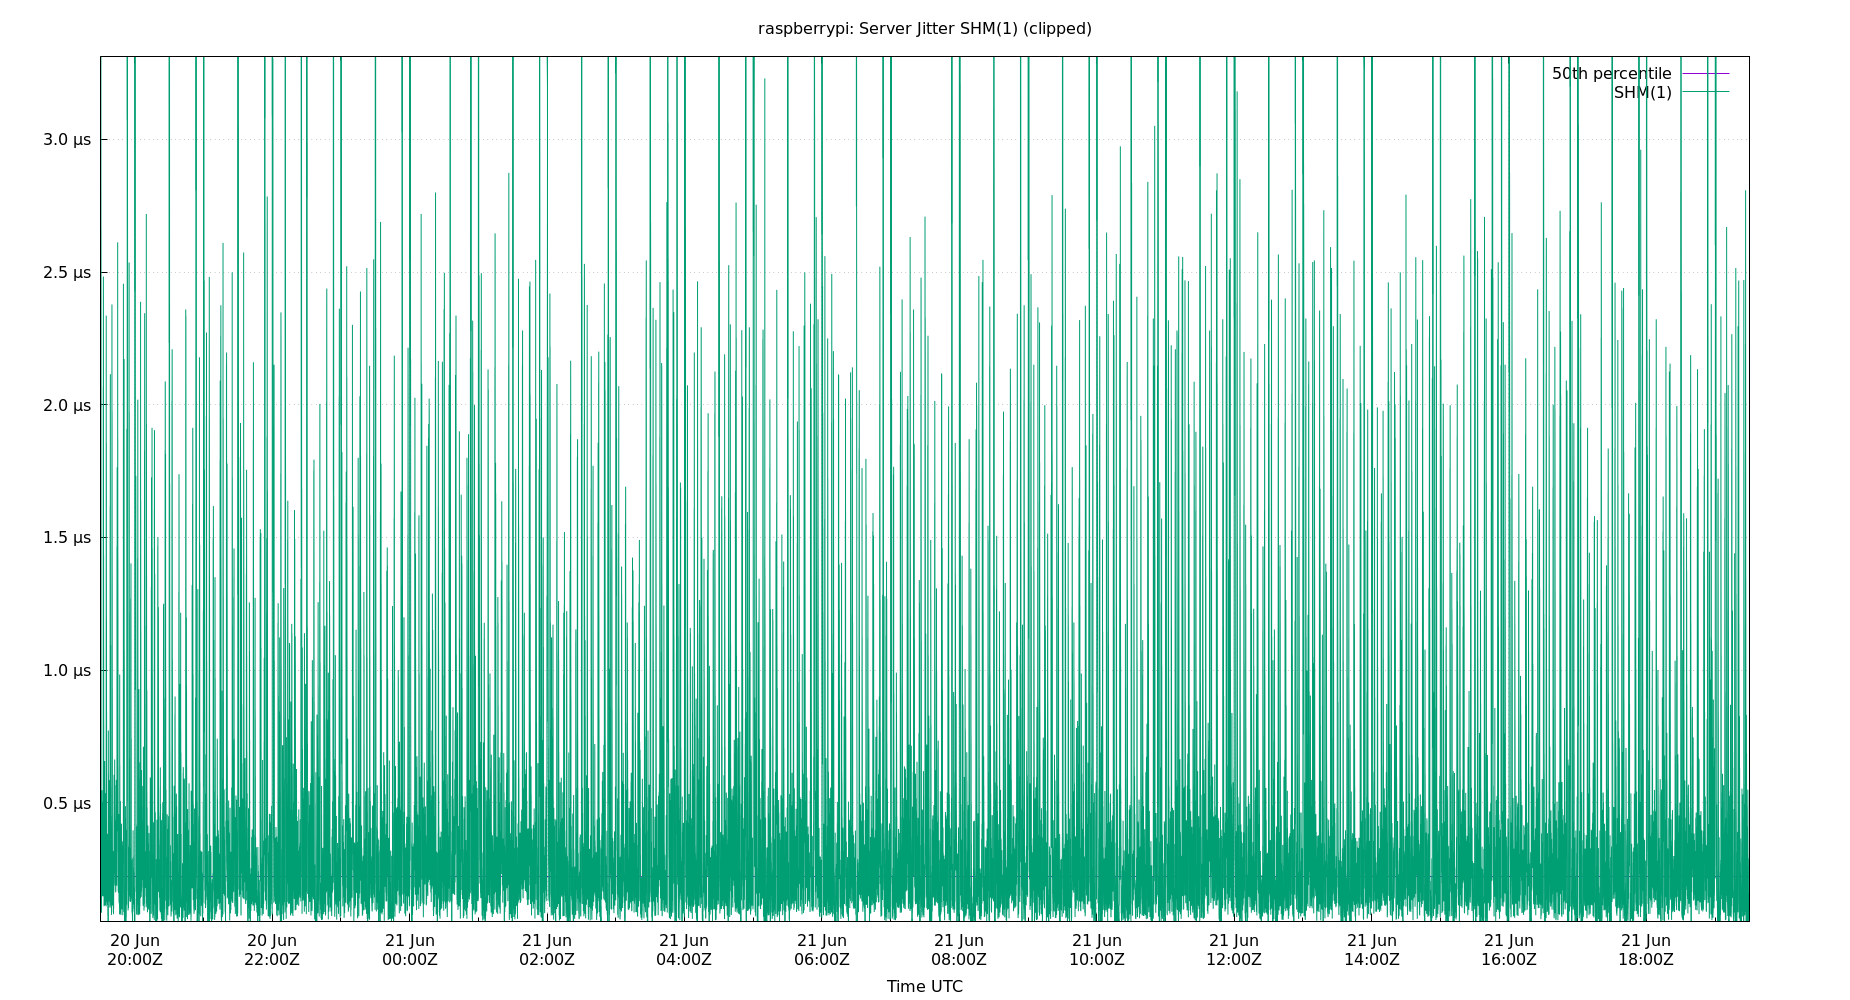 raspberrypi: Server Jitter SHM(1) (clipped)
50th percentile
SHM(1)
3.0 µs
2.5 µs
2.0 µs
1.5 µs
1.0 µs
0.5 µs
20 Jun 20 Jun 21 Jun 21 Jun 21 Jun 21 Jun 21 Jun 21 Jun 21 Jun 21 Jun 21 Jun 21 Jun
20:00Z 22:00Z 00:00Z 02:00Z 04:00Z 06:00Z 08:00Z 10:00Z 12:00Z 14:00Z 16:00Z 18:00Z
Time UTC